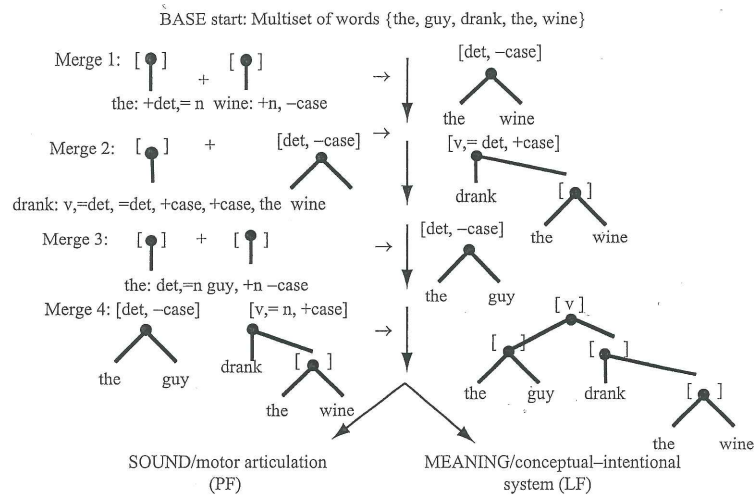 BASE start: Multiset of words {the, guy, drank, the, wine}
Merge 1: [ ] + [ ] → [det, –case]
the: +det,= n wine: +n, –case
the wine
Merge 2: [ ] + [det, –case] → [v,= det, +case]
drank
[ ]
drank: v,=det, =det, +case, +case, the wine
the wine
Merge 3: [ ] + [ ] → [det, –case]
the: det,=n guy, +n –case
the guy
Merge 4: [det, –case] [v,= n, +case] → [v]
[ ] [ ]
the guy drank [ ] the guy drank [ ]
the wine
the wine
SOUND/motor articulation MEANING/conceptual–intentional
(PF) system (LF)